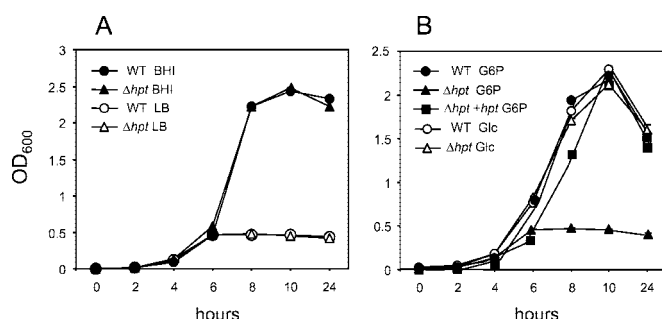 A
B
OD600
3
2.5
2
1.5
1
0.5
0
WT BHI
Δhpt BHI
WT LB
Δhpt LB
0 2 4 6 8 10 24
hours
2.5
2
1.5
1
0.5
0
WT G6P
Δhpt G6P
Δhpt +hpt G6P
WT Glc
Δhpt Glc
0 2 4 6 8 10 24
hours